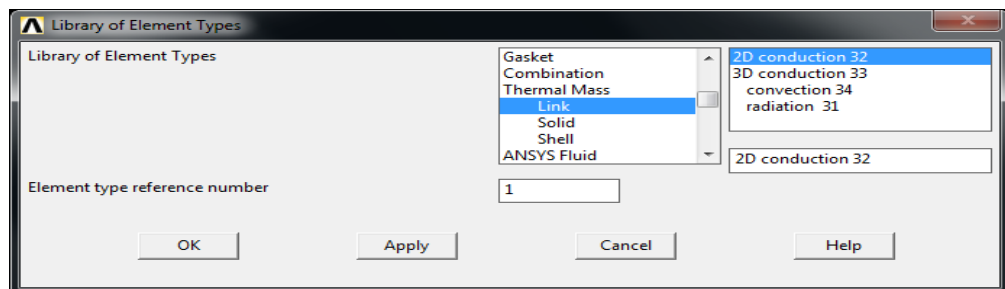 Library of Element Types
Library of Element Types
Gasket
Combination
Thermal Mass
Link
Solid
Shell
ANSYS Fluid
2D conduction 32
3D conduction 33
convection 34
radiation 31
2D conduction 32
Element type reference number
1
OK
Apply
Cancel
Help